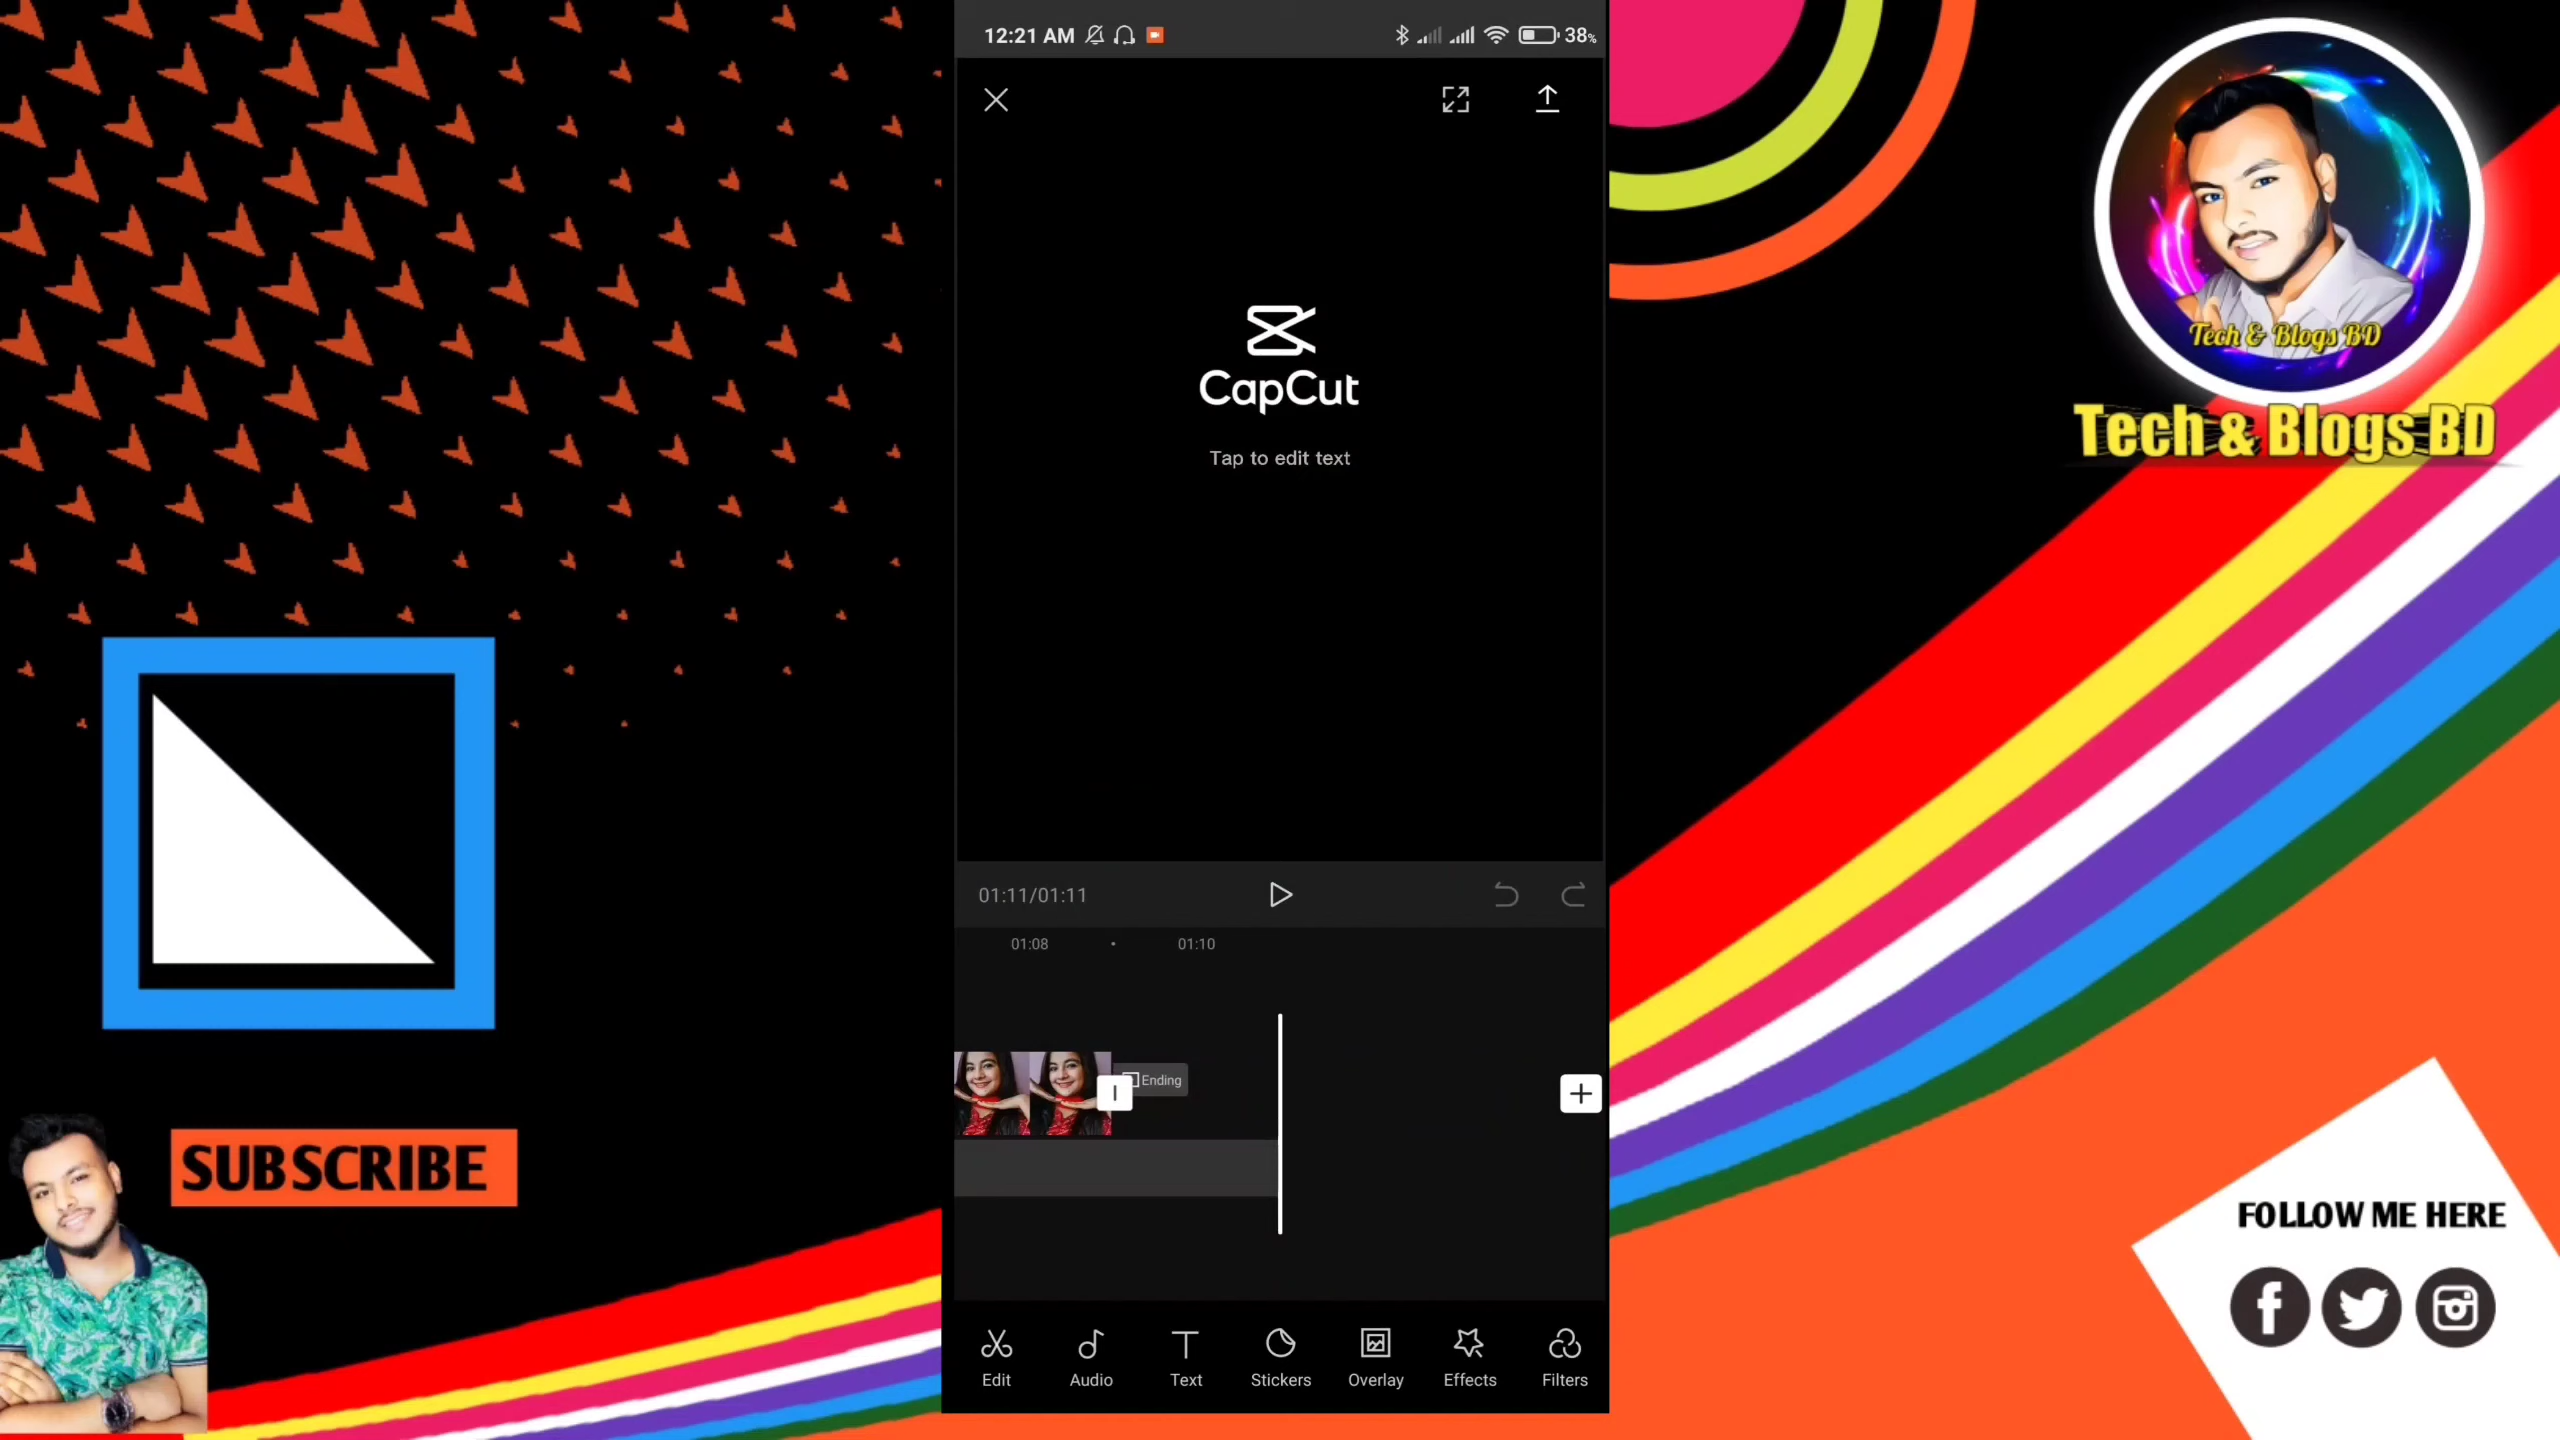 12:21 AM
38%
CapCut
Tap to edit text
Tech & Blogs BD
Tech & Blogs BD
01:11/01:11
01:08
01:10
Ending
SUBSCRIBE
FOLLOW ME HERE
Edit
Audio
Text
Stickers
Overlay
Effects
Filters